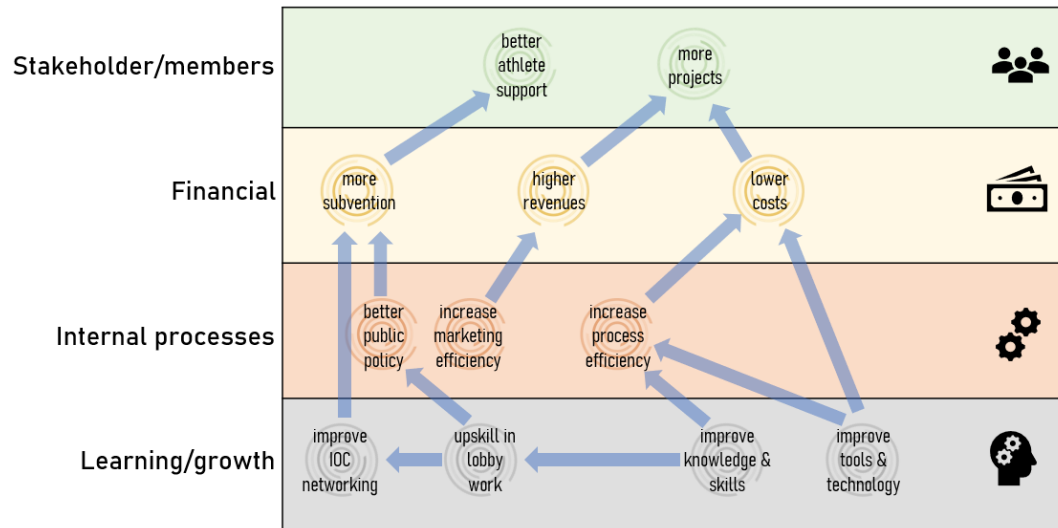 Stakeholder/members
better
athlete
support
more
projects
Financial
more
subvention
higher
revenues
lower
costs
Internal processes
better
public
policy
increase
marketing
efficiency
increase
process
efficiency
Learning/growth
improve
IOC
networking
upskill in
lobby
work
improve
knowledge &
skills
improve
tools &
technology